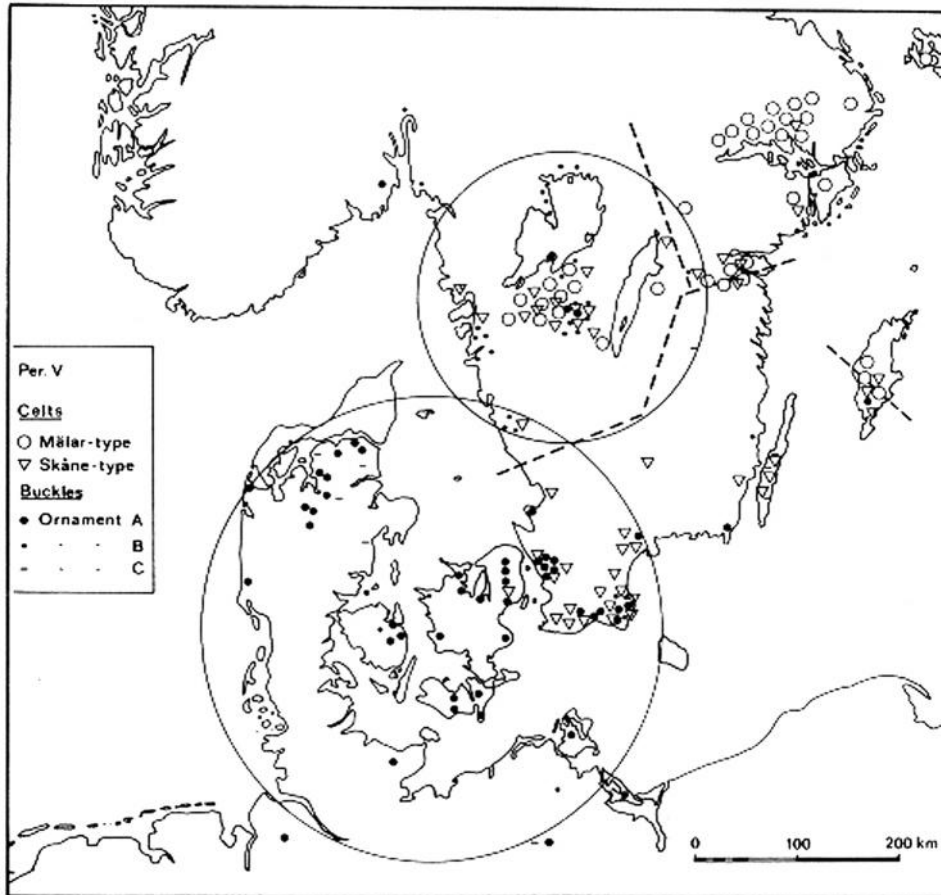 Per. V
Celts
○ Mälar-type
▽ Skåne-type
Buckles
● Ornament A
• - - - B
- - - - C
0 100 200 km